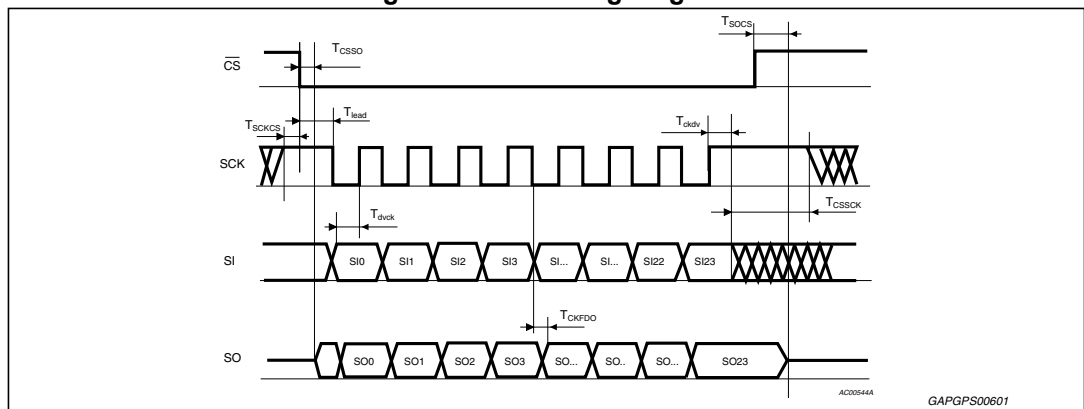 TSOCS
TCSSO
CS
Tlead
TSCKCS
Tckdv
SCK
TCSSCK
Tdvck
SI
SI0 SI1 SI2 SI3 SI... SI... SI22 SI23
TCKFDO
SO
SO0 SO1 SO2 SO3 SO... SO.. SO... SO23
AC00544A
GAPGPS00601